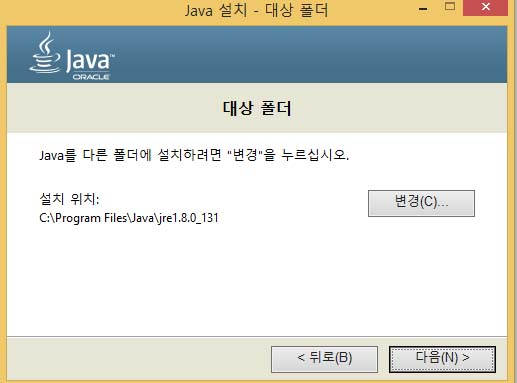 Java 설치 - 대상 폴더
Java™
ORACLE
대상 폴더
Java를 다른 폴더에 설치하려면 "변경"을 누르십시오.
설치 위치:
변경(C)...
C:\Program Files\Java\jre1.8.0_131
< 뒤로(B)
다음(N) >